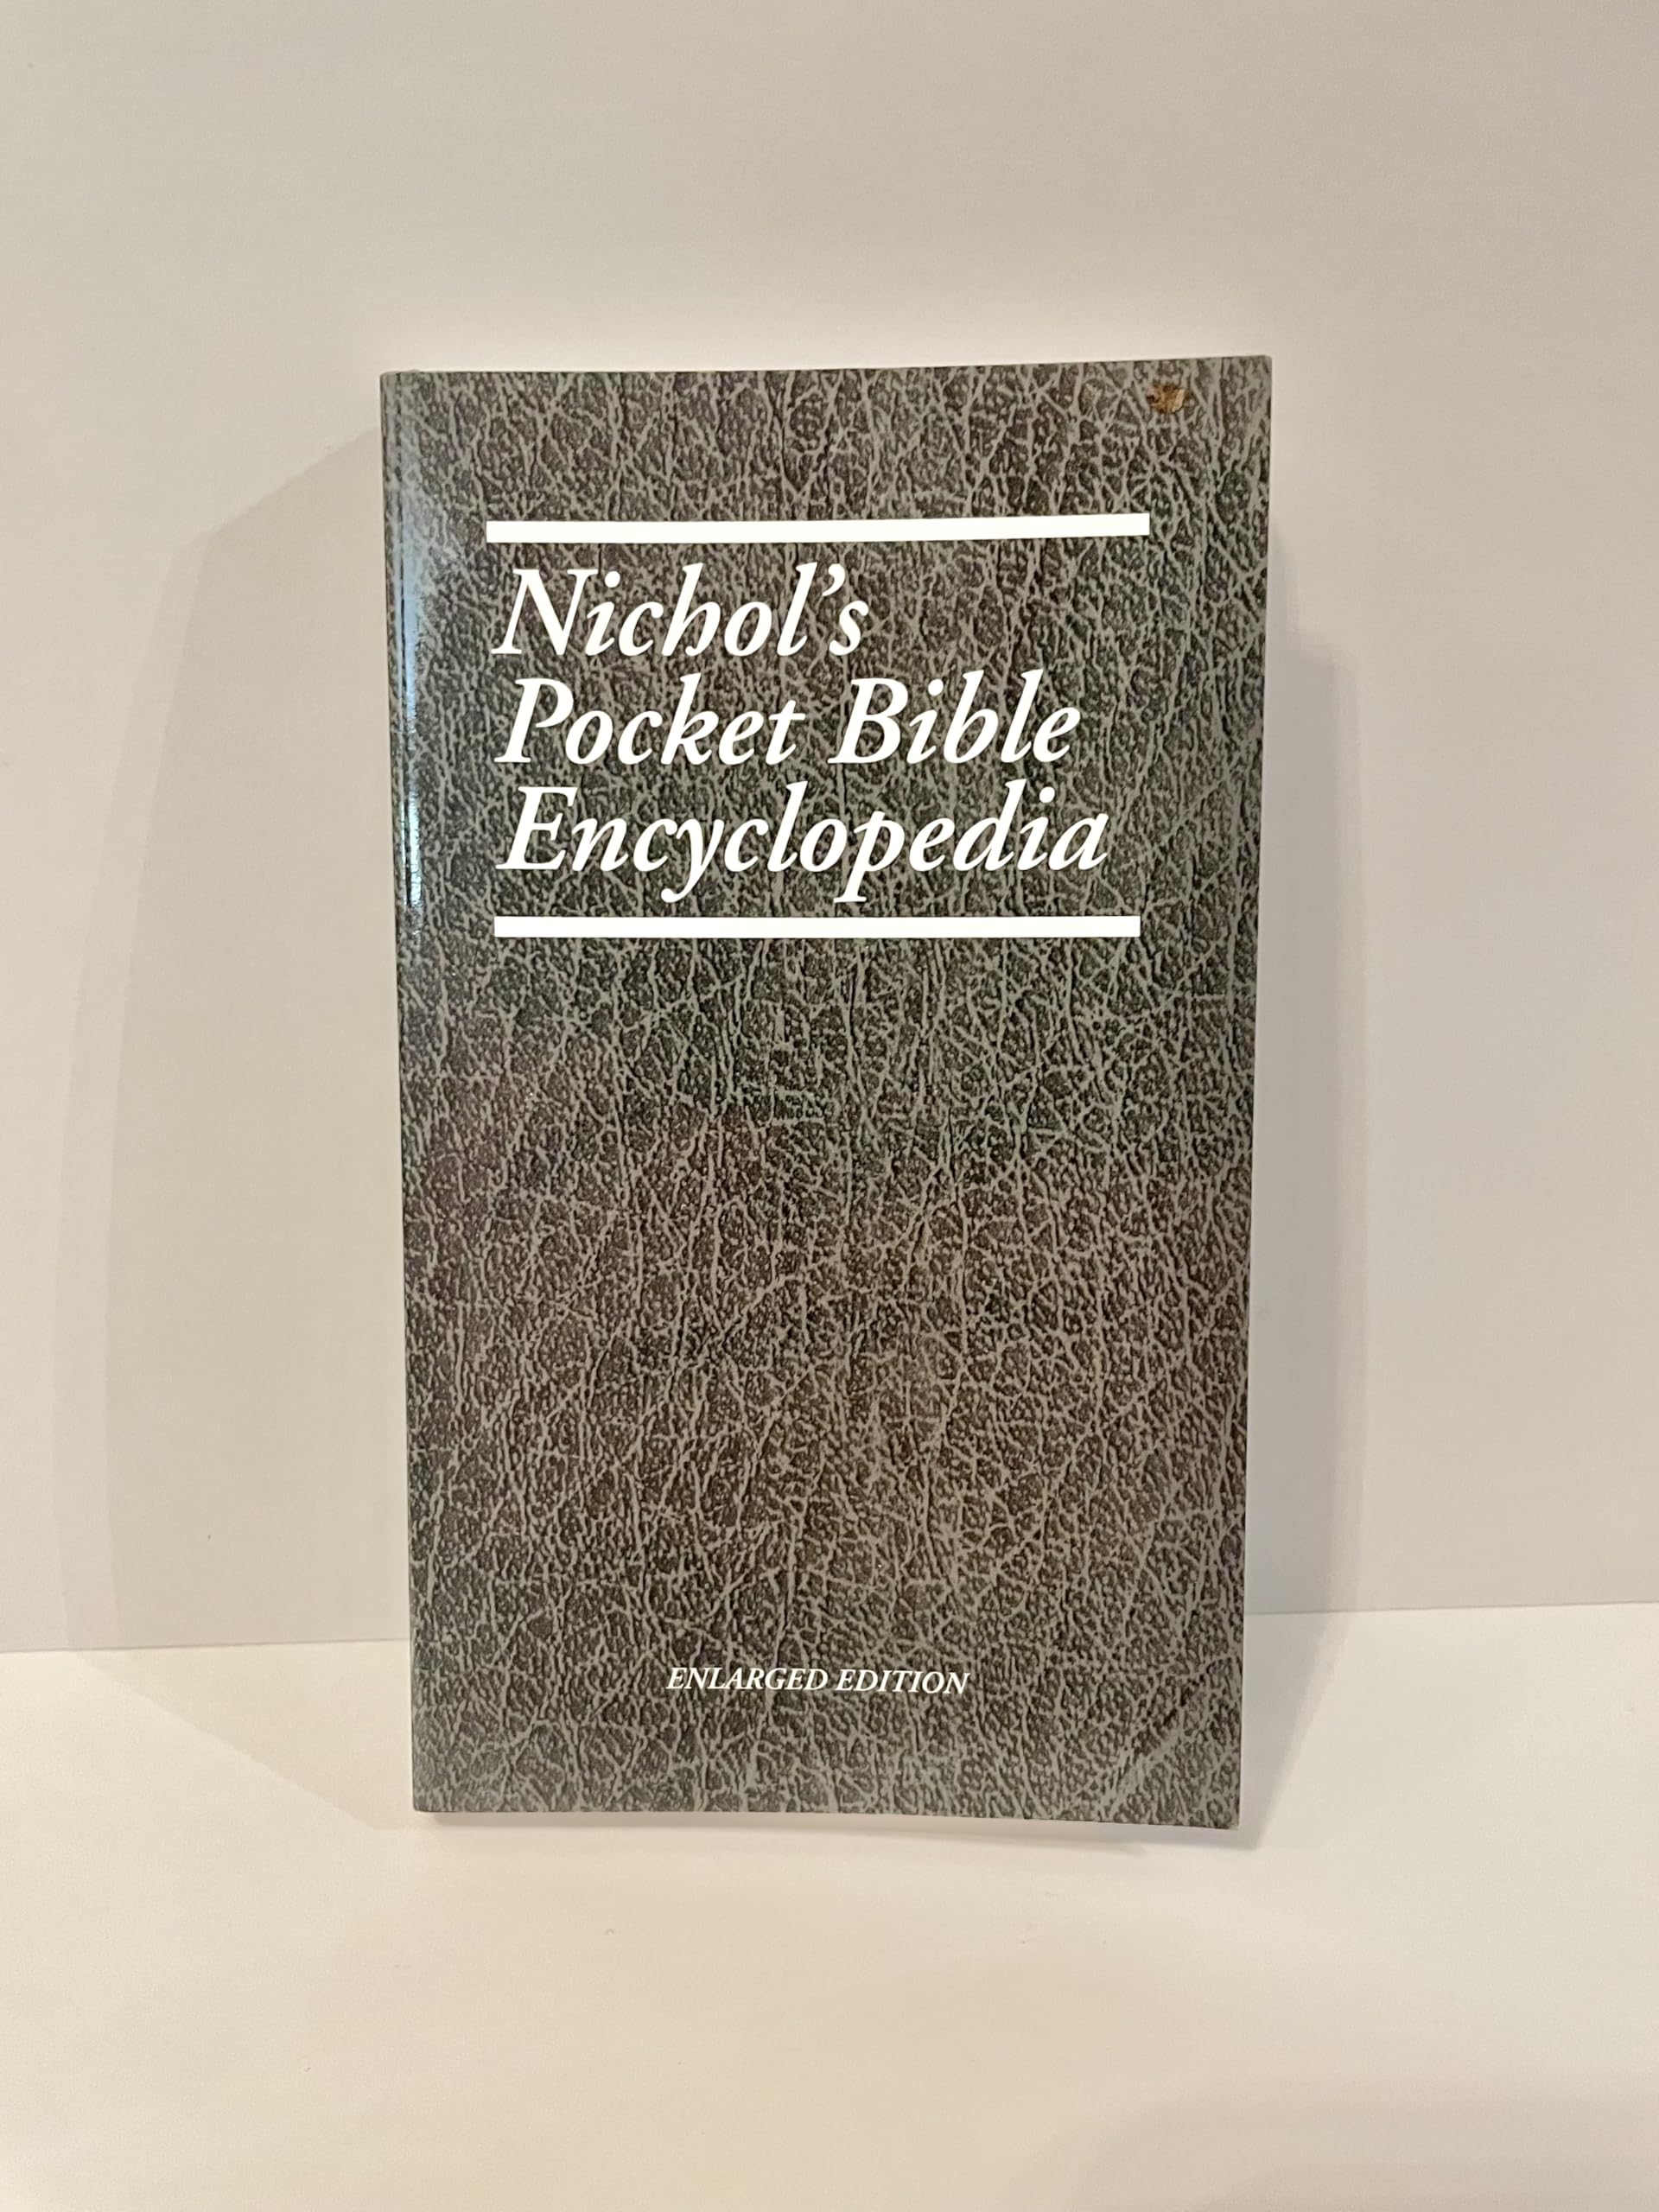 Nichol's
Pocket Bible
Encyclopedia
ENLARGED EDITION